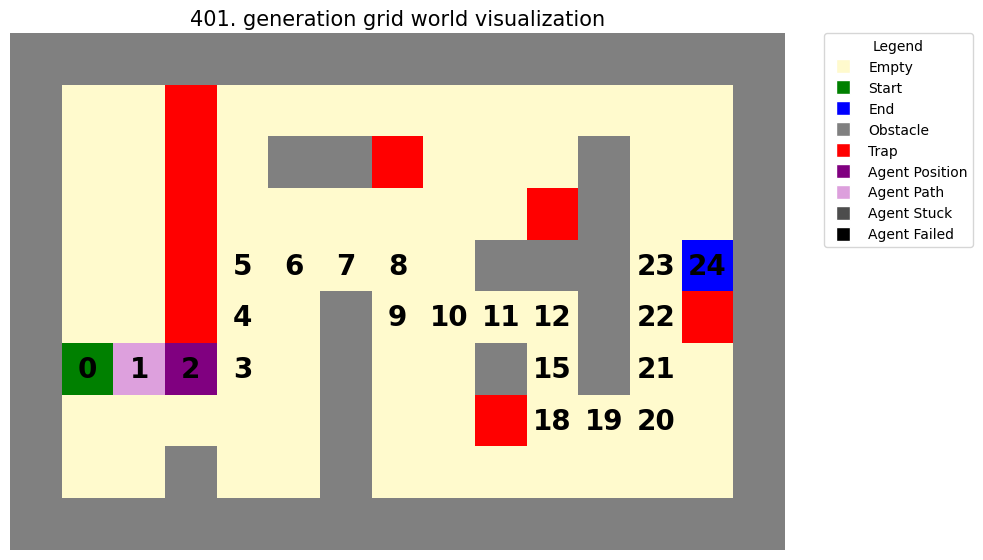 401. generation grid world visualization
Legend
Empty
Start
End
Obstacle
Trap
Agent Position
Agent Path
Agent Stuck
Agent Failed
5 6 7 8 23 24
4 9 10 11 12 22
0 1 2 3 15 21
18 19 20